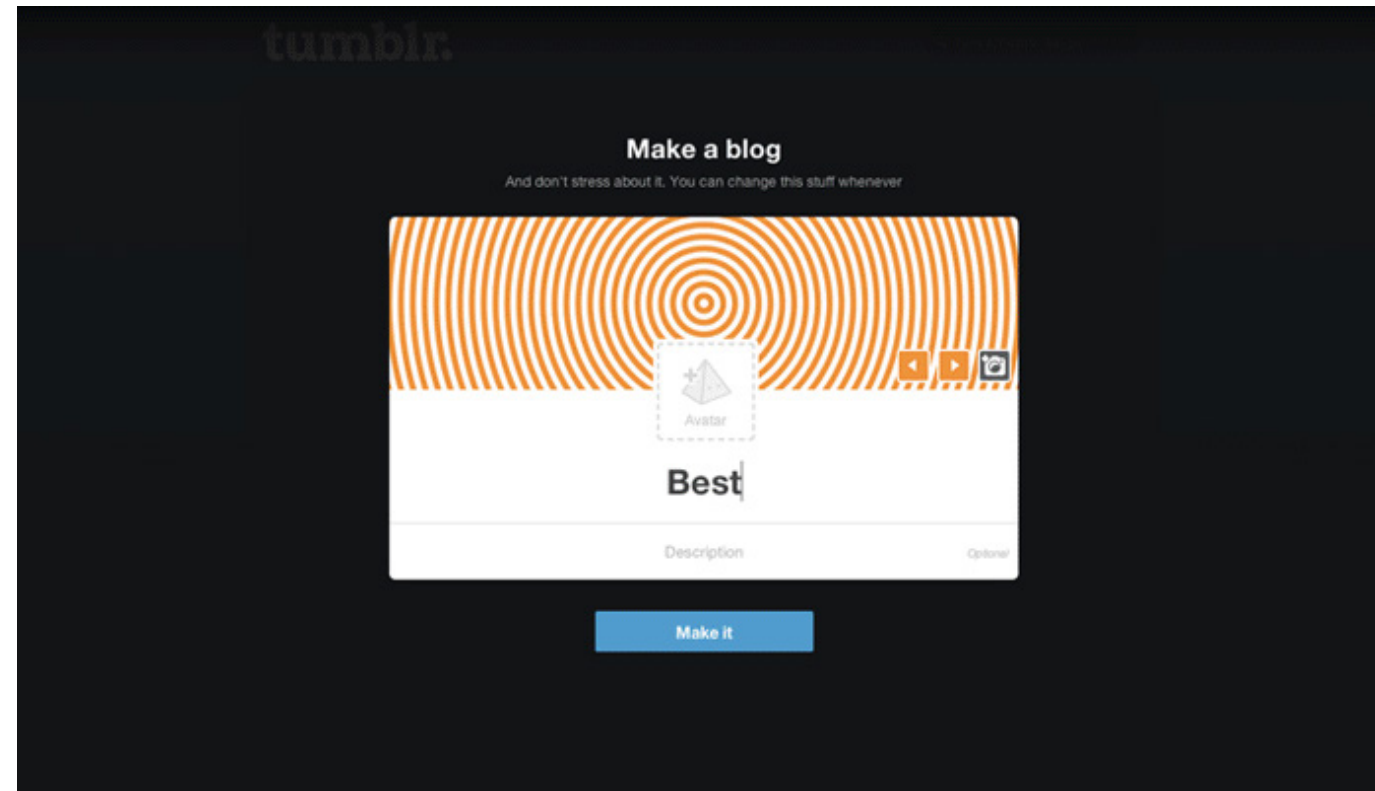 tumblr.
Make a blog
And don't stress about it. You can change this stuff whenever
Avatar
Best
Description
Optional
Make it